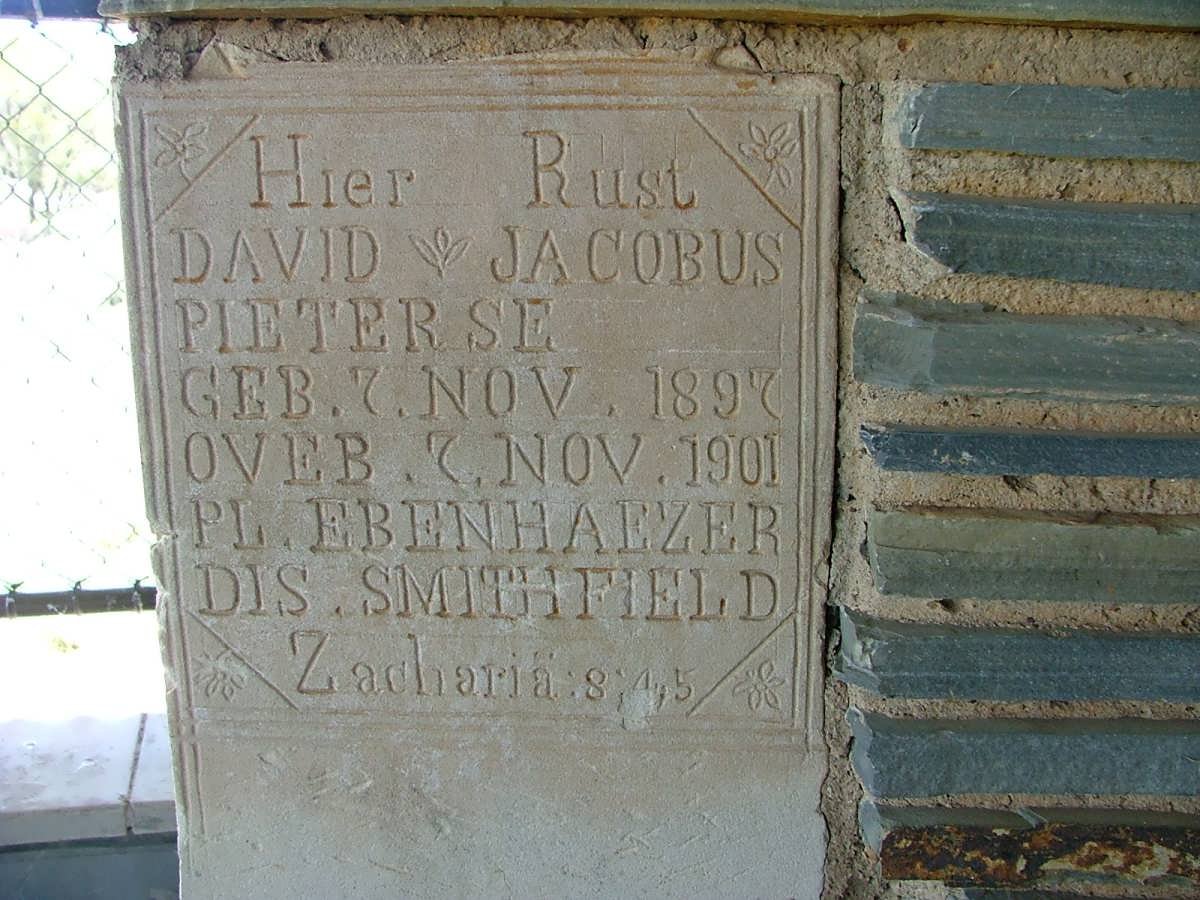 Hier Rust
DAVID JACOBUS
PIETERSE
GEB. 7. NOV. 1897
OVEB. 7. NOV. 1901
PL. EBENHAEZER
DIS. SMITHFIELD
Zachariä: 8:4,5